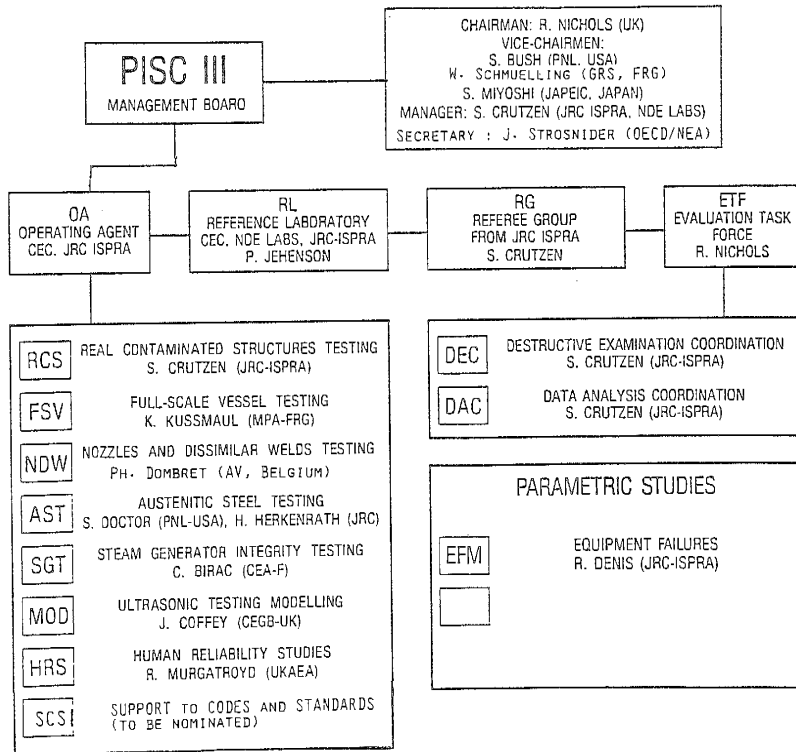 PISC III
MANAGEMENT BOARD
CHAIRMAN: R. NICHOLS (UK)
VICE-CHAIRMEN:
S. BUSH (PNL. USA)
W. SCHMUELLING (GRS, FRG)
S. MIYOSHI (JAPEIC, JAPAN)
MANAGER: S. CRUTZEN (JRC ISPRA, NDE LABS)
SECRETARY : J. STROSNIDER (OECD/NEA)
OA
OPERATING AGENT
CEC. JRC ISPRA
RL
REFERENCE LABORATORY
CEC, NDE LABS, JRC-ISPRA
P. JEHENSON
RG
REFEREE GROUP
FROM JRC ISPRA
S. CRUTZEN
ETF
EVALUATION TASK
FORCE
R. NICHOLS
RCS
REAL CONTAMINATED STRUCTURES TESTING
S. CRUTZEN (JRC-ISPRA)
FSV
FULL-SCALE VESSEL TESTING
K. KUSSMAUL (MPA-FRG)
NDW
NOZZLES AND DISSIMILAR WELDS TESTING
PH. DOMBRET (AV, BELGIUM)
AST
AUSTENITIC STEEL TESTING
S. DOCTOR (PNL-USA), H. HERKENRATH (JRC)
SGT
STEAM GENERATOR INTEGRITY TESTING
C. BIRAC (CEA-F)
MOD
ULTRASONIC TESTING MODELLING
J. COFFEY (CEGB-UK)
HRS
HUMAN RELIABILITY STUDIES
R. MURGATROYD (UKAEA)
SCS
SUPPORT TO CODES AND STANDARDS
(TO BE NOMINATED)
DEC
DESTRUCTIVE EXAMINATION COORDINATION
S. CRUTZEN (JRC-ISPRA)
DAC
DATA ANALYSIS COORDINATION
S. CRUTZEN (JRC-ISPRA)
PARAMETRIC STUDIES
EFM
EQUIPMENT FAILURES
R. DENIS (JRC-ISPRA)